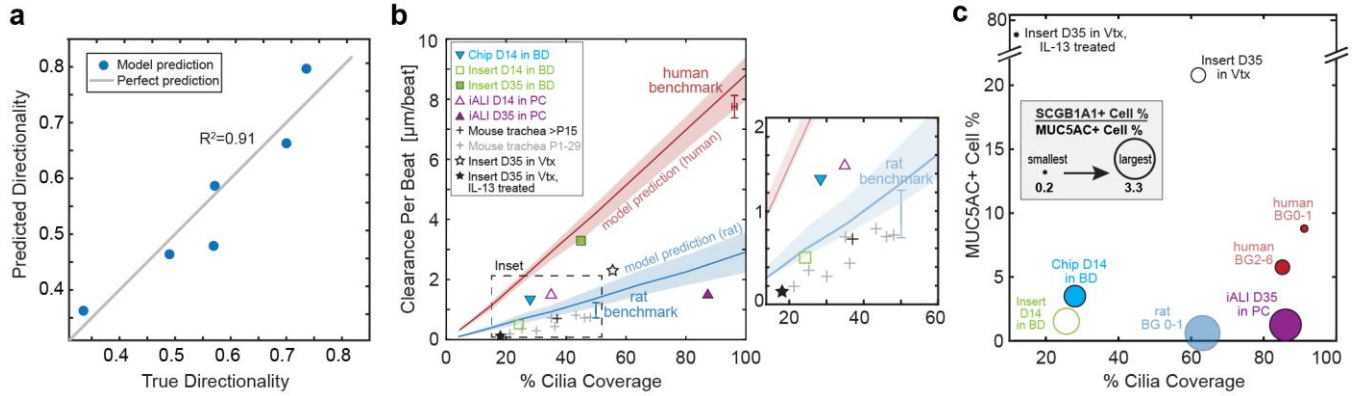 a
Predicted Directionality
0.8
0.7
0.6
0.5
0.4
Model prediction
Perfect prediction
R²=0.91
0.4
0.5
0.6
0.7
0.8
True Directionality
b
Clearance Per Beat [μm/beat]
10
8
6
4
2
0
Chip D14 in BD
Insert D14 in BD
Insert D35 in BD
iALI D14 in PC
iALI D35 in PC
Mouse trachea >P15
Mouse trachea P1-29
Insert D35 in Vtx
Insert D35 in Vtx,
IL-13 treated
human
benchmark
model prediction (human)
model prediction (rat)
Inset
rat
benchmark
0
20
40
60
80
100
% Cilia Coverage
2
1
0
rat
benchmark
20
40
60
c
MUC5AC+ Cell %
80
20
15
10
5
0
Insert D35 in Vtx,
IL-13 treated
Insert D35
in Vtx
SCGB1A1+ Cell %
MUC5AC+ Cell %
smallest
largest
0.2
3.3
human
BG0-1
human
BG2-6
Chip D14
in BD
Insert
D14
in BD
rat
BG 0-1
iALI D35
in PC
20
40
60
80
100
% Cilia Coverage